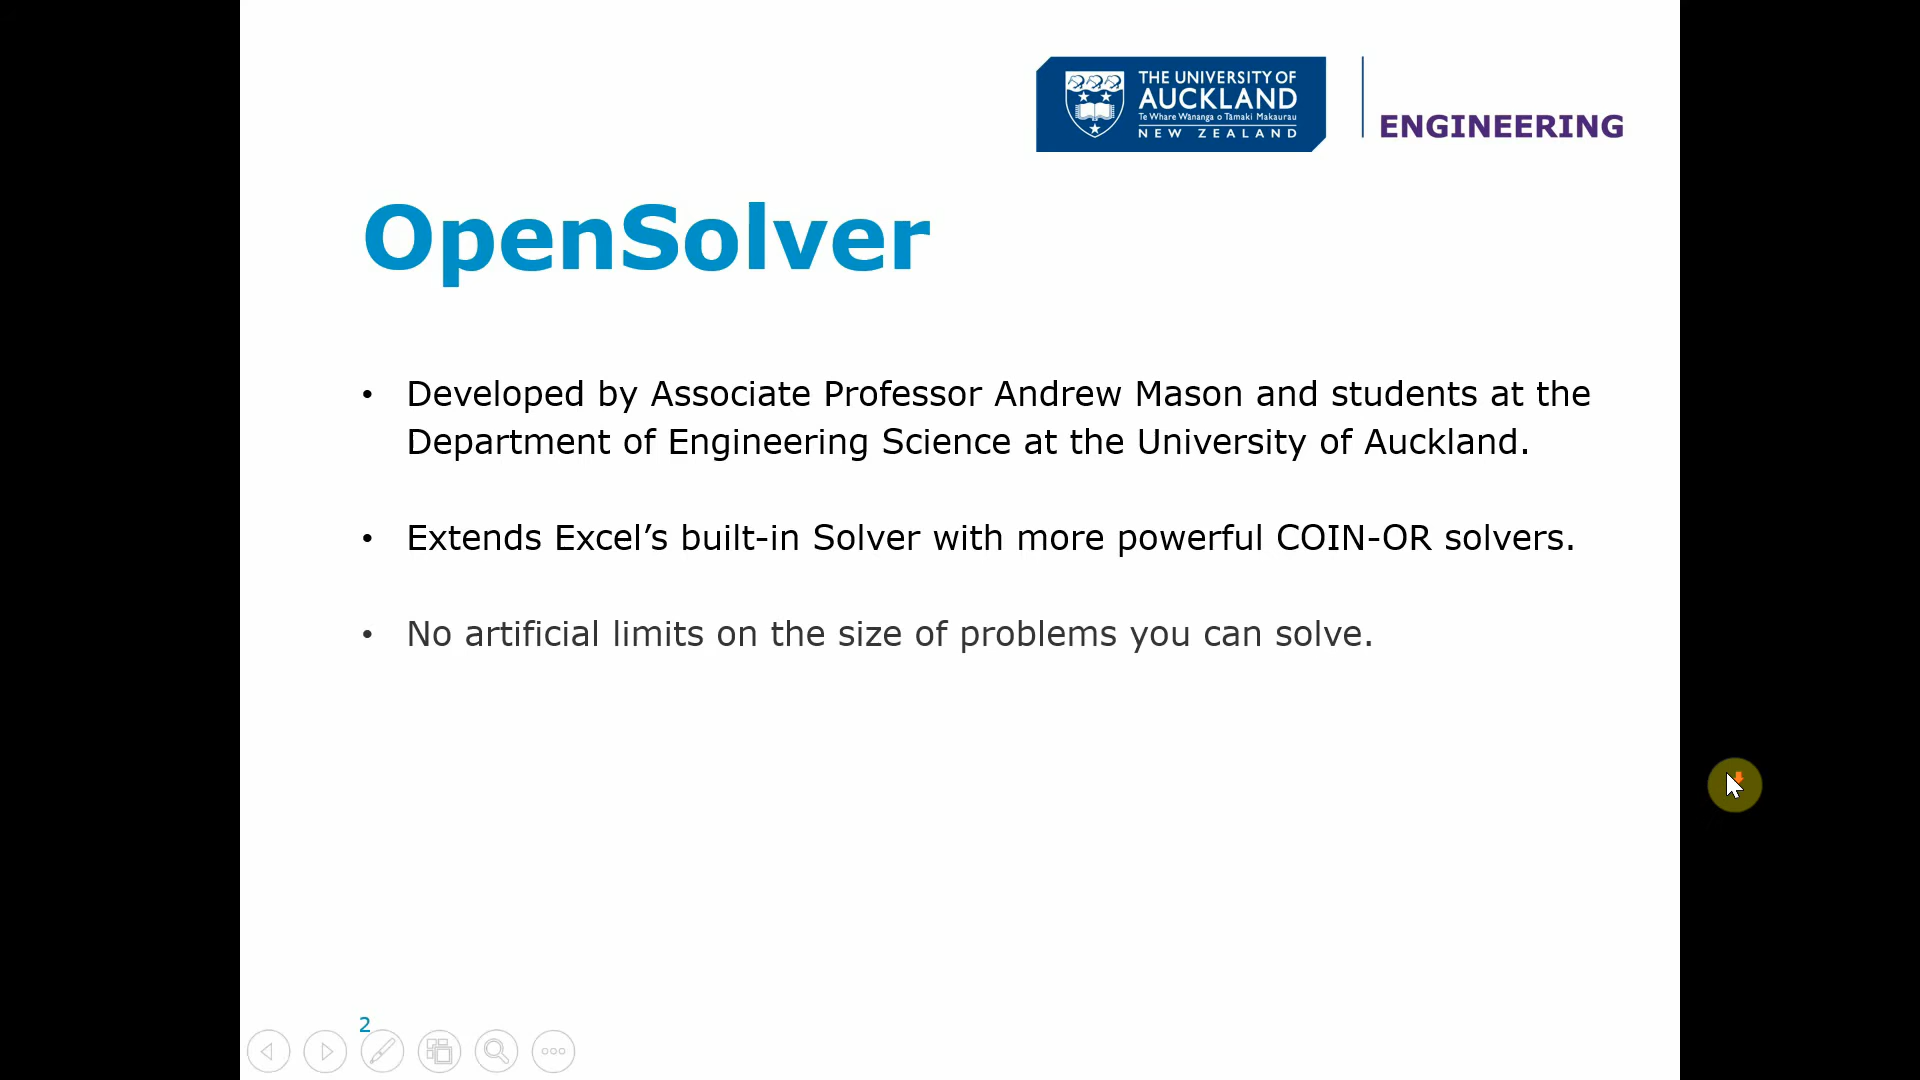 THE UNIVERSITY OF
AUCKLAND
Te Whare Wānanga o Tāmaki Makaurau
NEW ZEALAND
ENGINEERING
OpenSolver
• Developed by Associate Professor Andrew Mason and students at the
Department of Engineering Science at the University of Auckland.
• Extends Excel’s built-in Solver with more powerful COIN-OR solvers.
• No artificial limits on the size of problems you can solve.
2